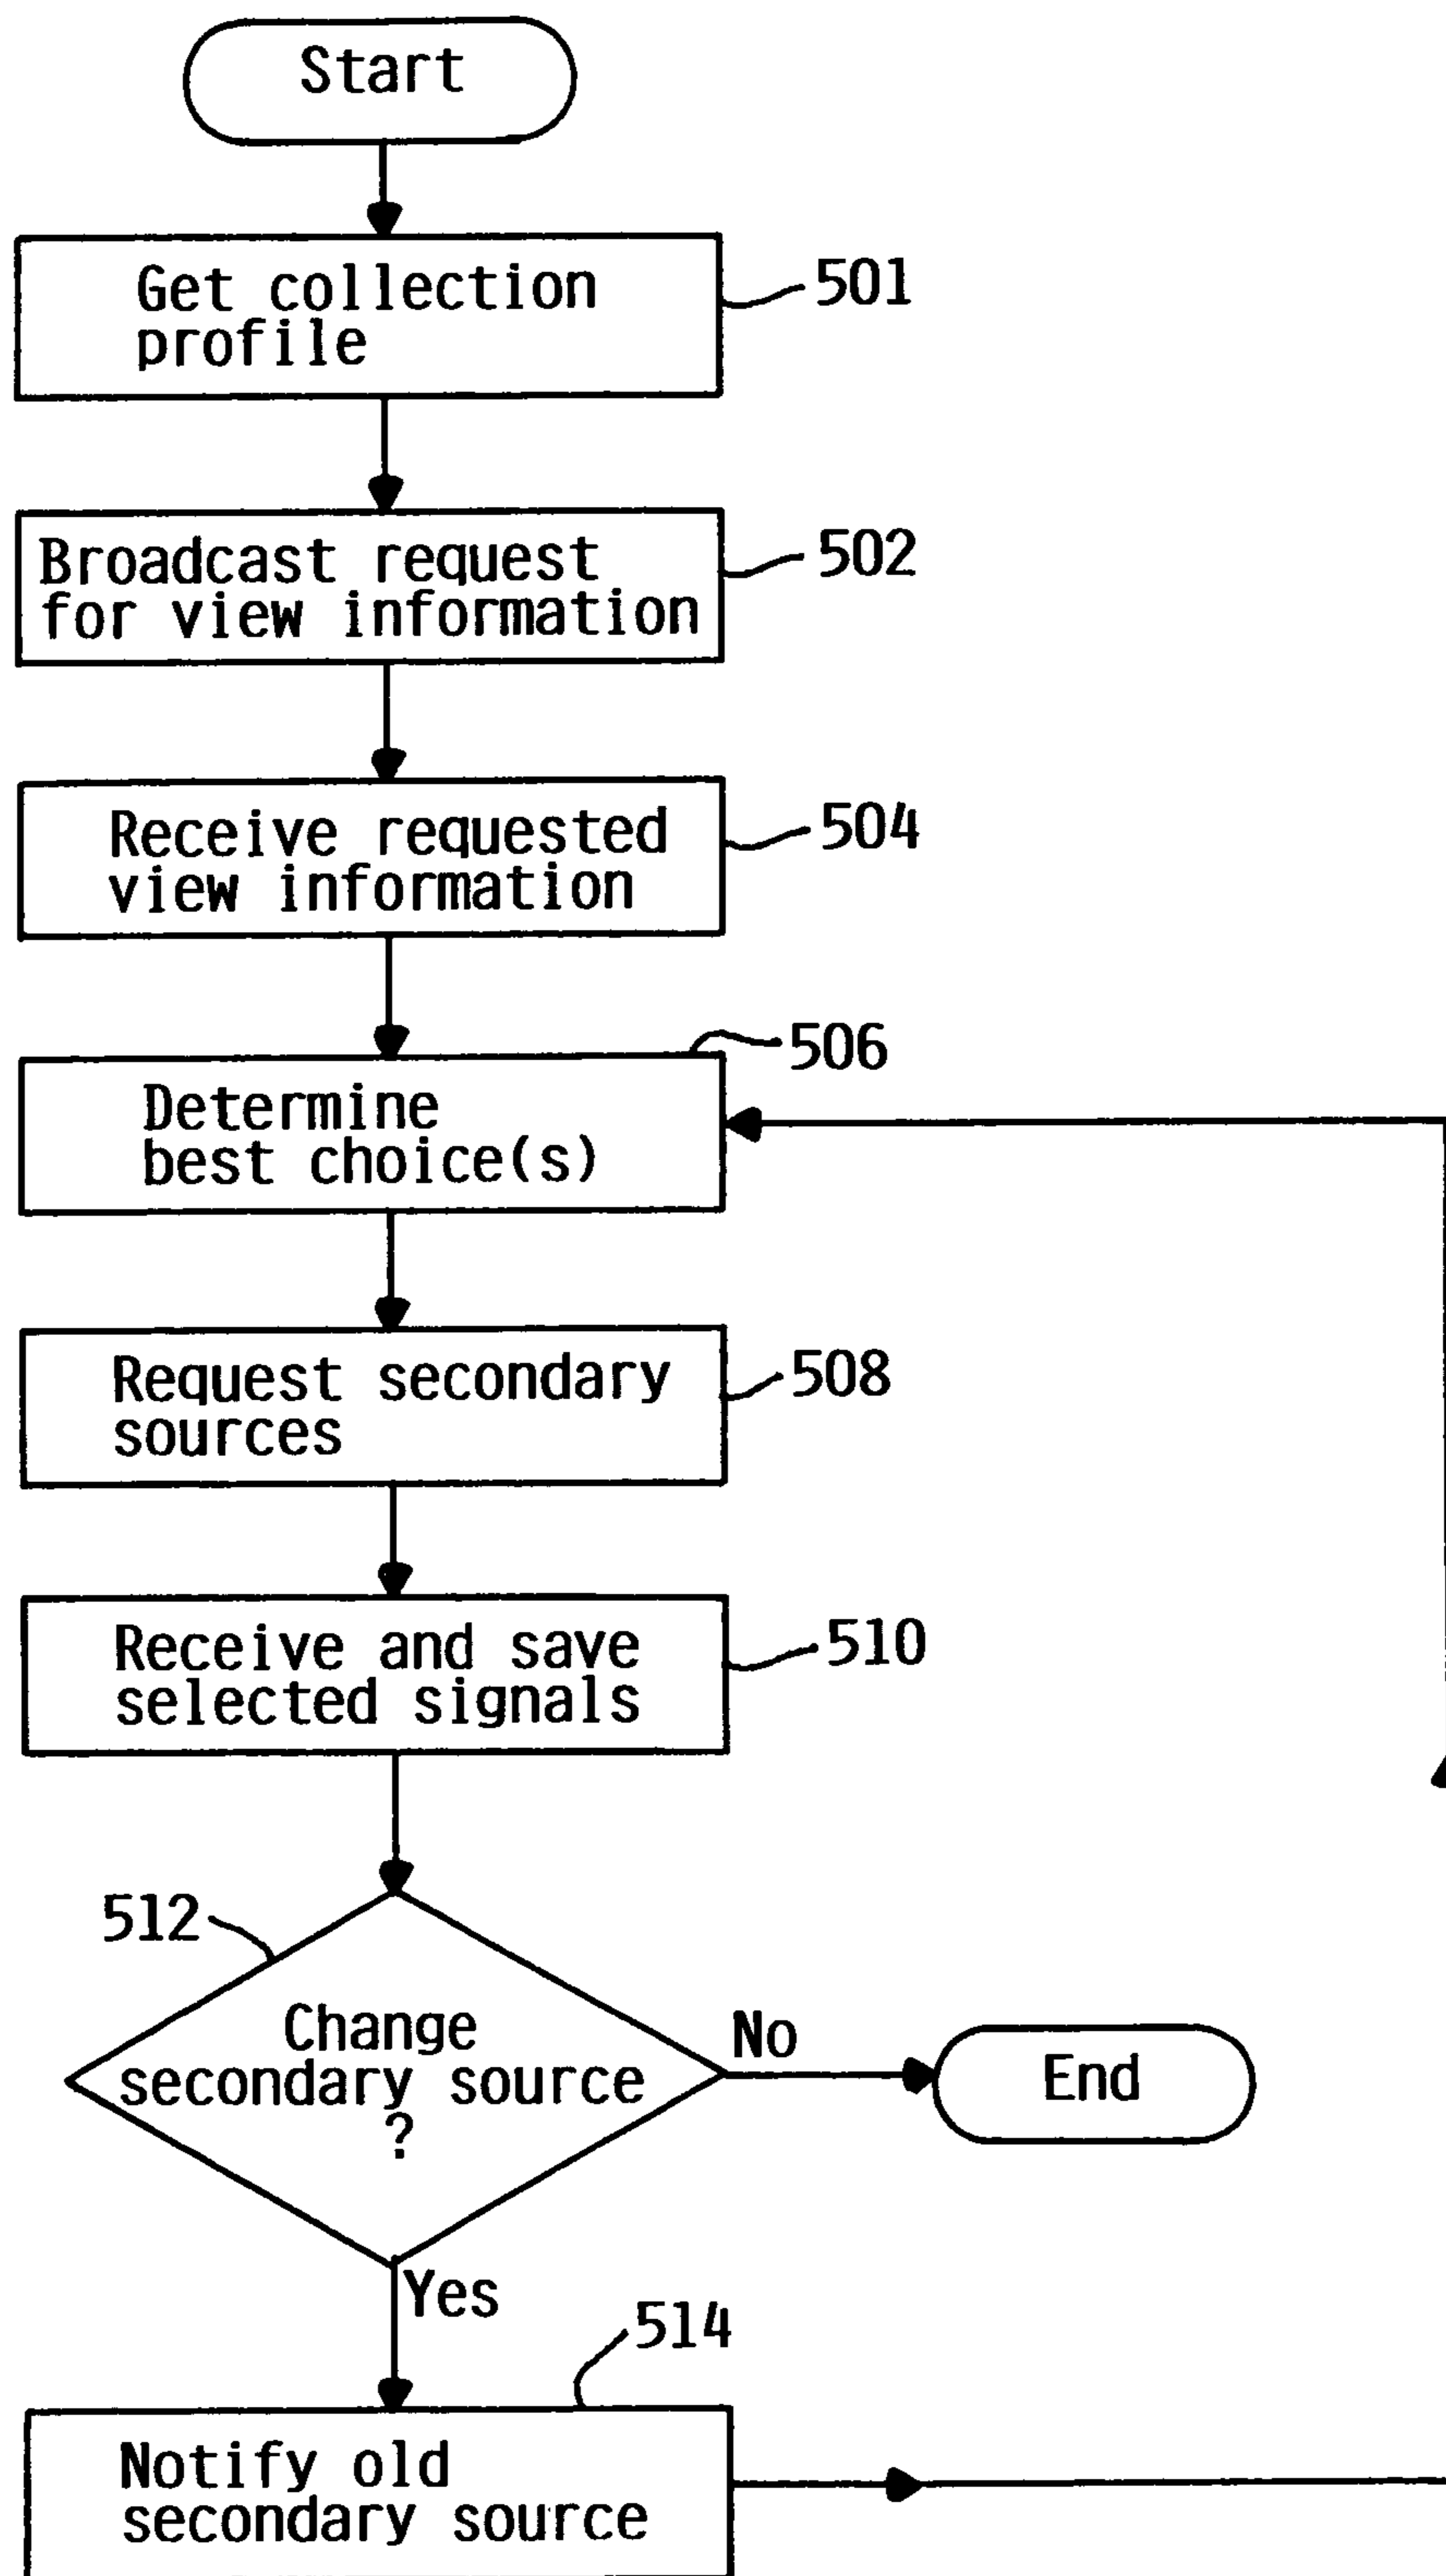 Start
Get collection
profile
501
Broadcast request
for view information
502
Receive requested
view information
504
506
Determine
best choice(s)
Request secondary
sources
508
Receive and save
selected signals
510
512
Change
secondary source
?
No
End
Yes
514
Notify old
secondary source